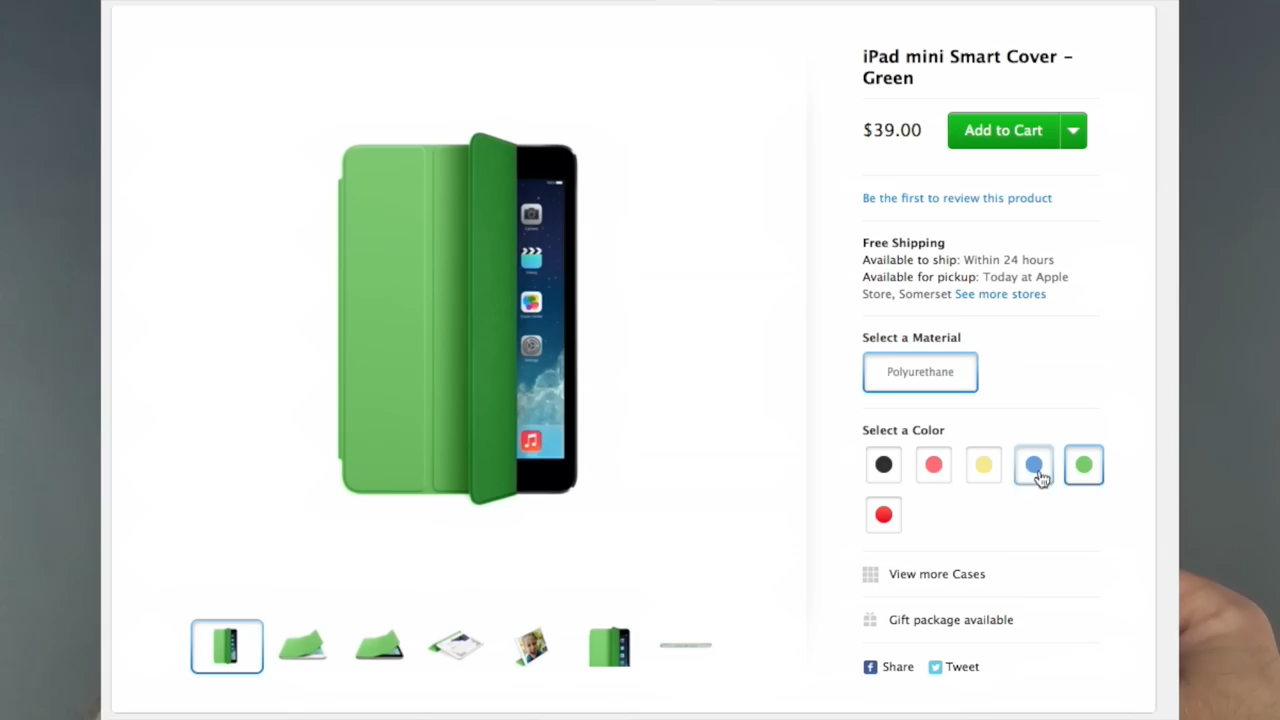 iPad mini Smart Cover –
Green
$39.00
Add to Cart
Be the first to review this product
Free Shipping
Available to ship: Within 24 hours
Available for pickup: Today at Apple
Store, Somerset See more stores
Select a Material
Polyurethane
Select a Color
View more Cases
Gift package available
Share
Tweet